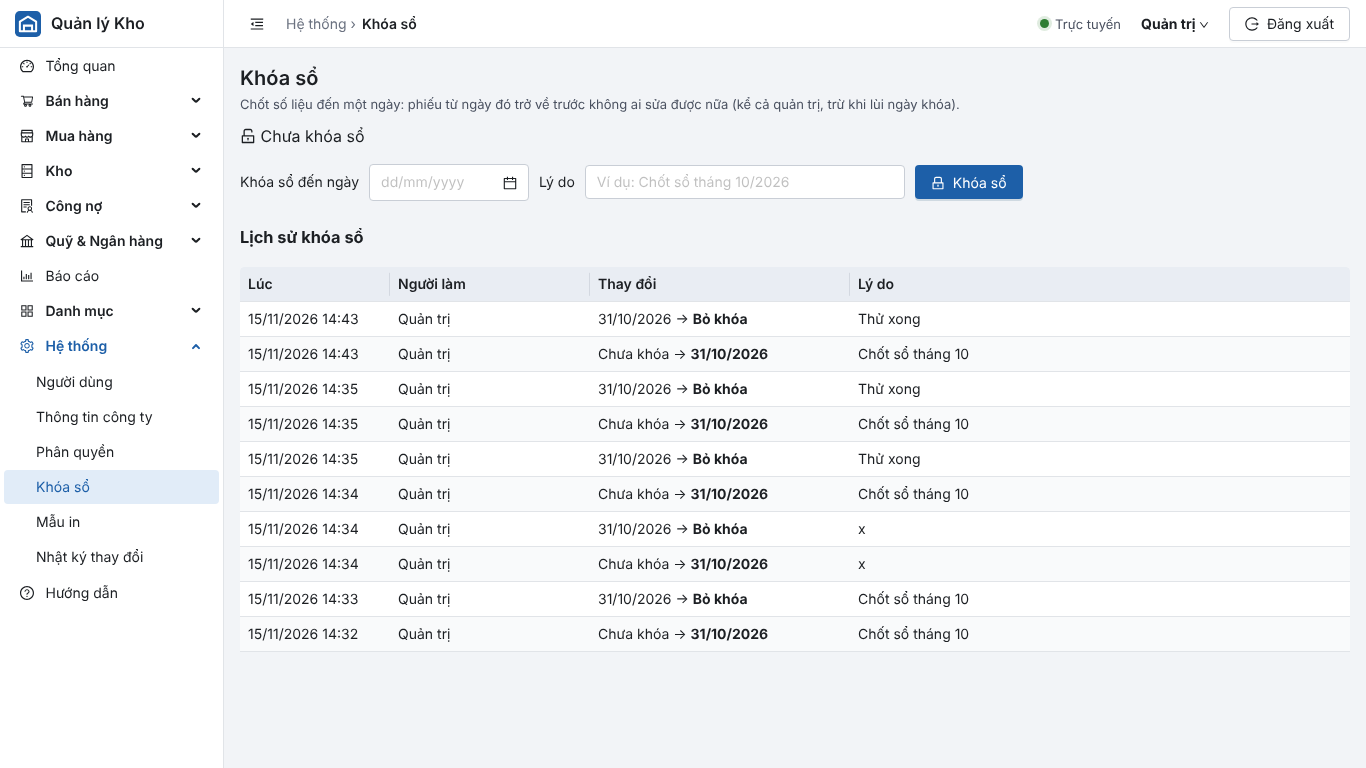 Quản lý Kho
Hệ thống › Khóa sổ
Trực tuyến
Quản trị
Đăng xuất
Tổng quan
Bán hàng
Mua hàng
Kho
Công nợ
Quỹ & Ngân hàng
Báo cáo
Danh mục
Hệ thống
Người dùng
Thông tin công ty
Phân quyền
Khóa sổ
Mẫu in
Nhật ký thay đổi
Hướng dẫn
Khóa sổ
Chốt số liệu đến một ngày: phiếu từ ngày đó trở về trước không ai sửa được nữa (kể cả quản trị, trừ khi lùi ngày khóa).
Chưa khóa sổ
Khóa sổ đến ngày dd/mm/yyyy Lý do Ví dụ: Chốt sổ tháng 10/2026 Khóa sổ
Lịch sử khóa sổ
Lúc Người làm Thay đổi Lý do
15/11/2026 14:43 Quản trị 31/10/2026 → Bỏ khóa Thử xong
15/11/2026 14:43 Quản trị Chưa khóa → 31/10/2026 Chốt sổ tháng 10
15/11/2026 14:35 Quản trị 31/10/2026 → Bỏ khóa Thử xong
15/11/2026 14:35 Quản trị Chưa khóa → 31/10/2026 Chốt sổ tháng 10
15/11/2026 14:35 Quản trị 31/10/2026 → Bỏ khóa Thử xong
15/11/2026 14:34 Quản trị Chưa khóa → 31/10/2026 Chốt sổ tháng 10
15/11/2026 14:34 Quản trị 31/10/2026 → Bỏ khóa x
15/11/2026 14:34 Quản trị Chưa khóa → 31/10/2026 x
15/11/2026 14:33 Quản trị 31/10/2026 → Bỏ khóa Chốt sổ tháng 10
15/11/2026 14:32 Quản trị Chưa khóa → 31/10/2026 Chốt sổ tháng 10